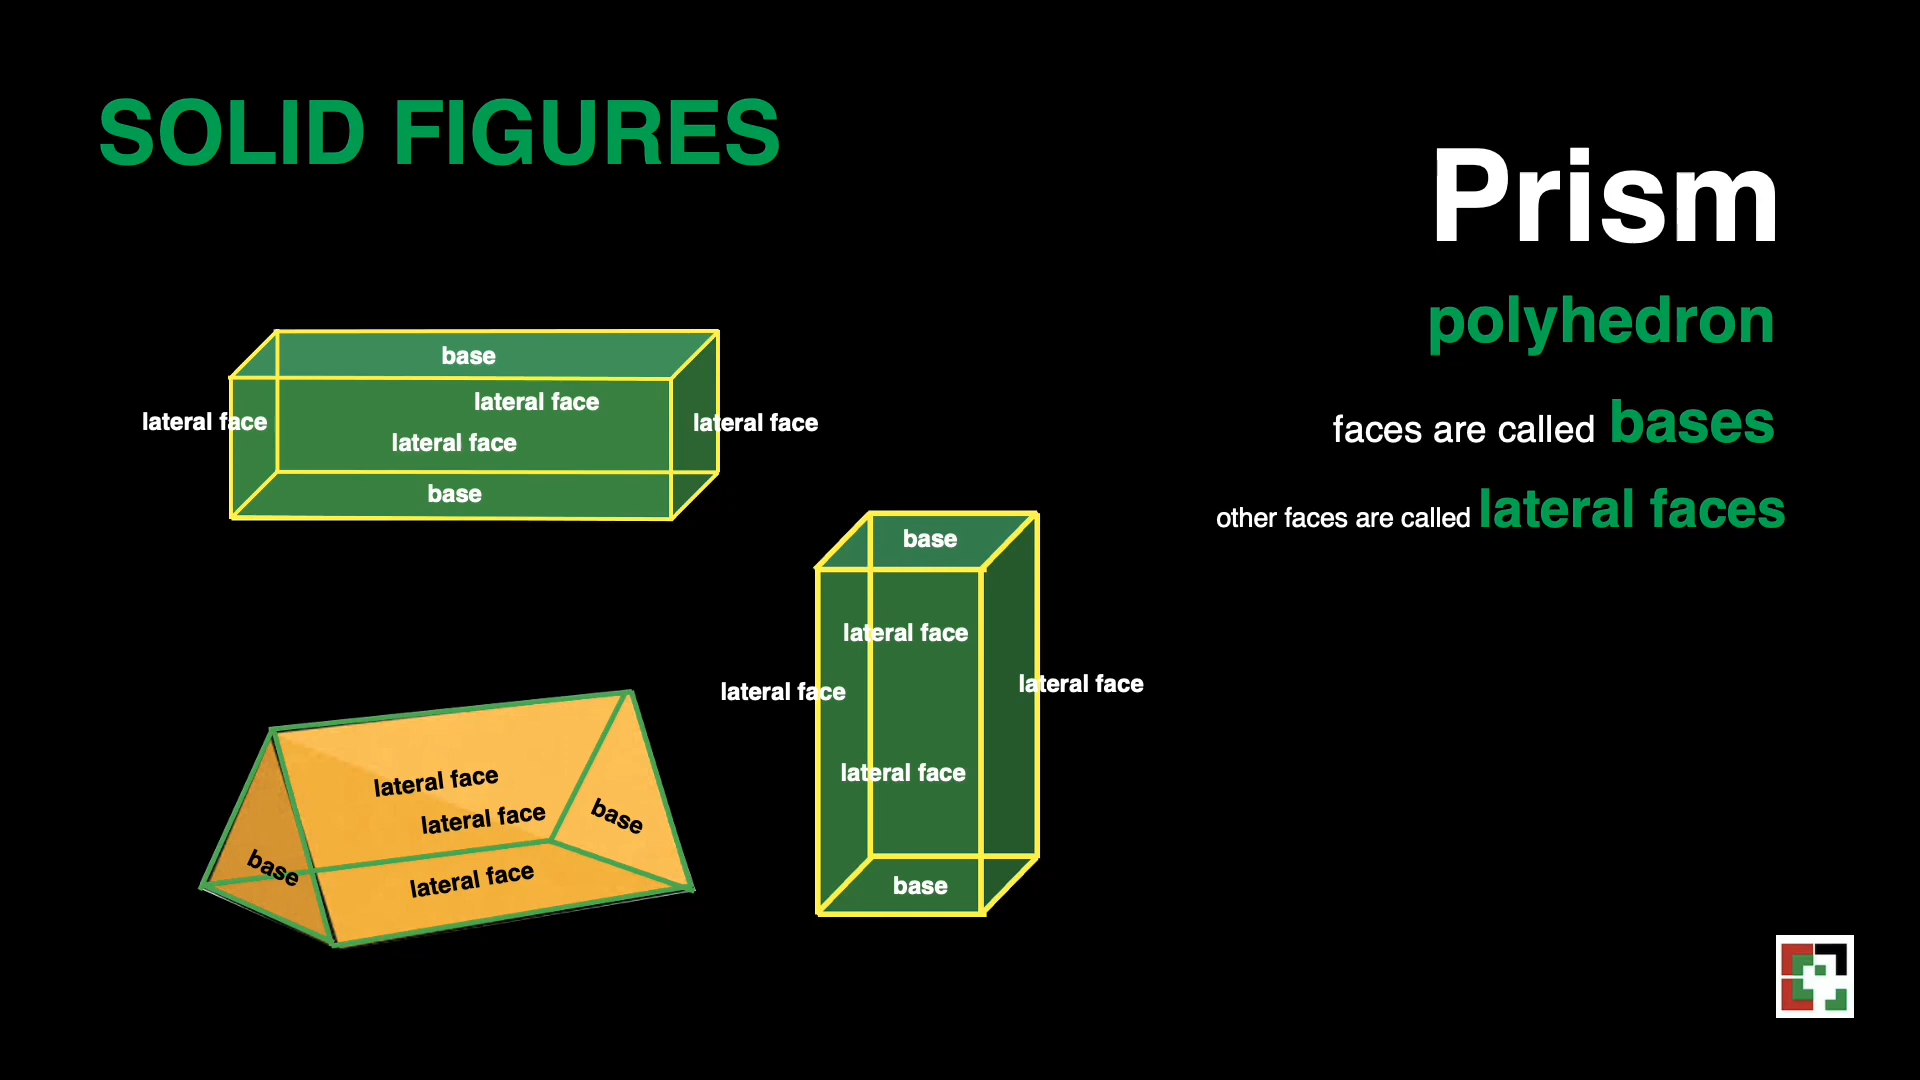 SOLID FIGURES
Prism
polyhedron
faces are called bases
other faces are called lateral faces
base
lateral face
lateral face
lateral face
lateral face
base
base
lateral face
lateral face
lateral face
lateral face
base
lateral face
lateral face
base
base
lateral face